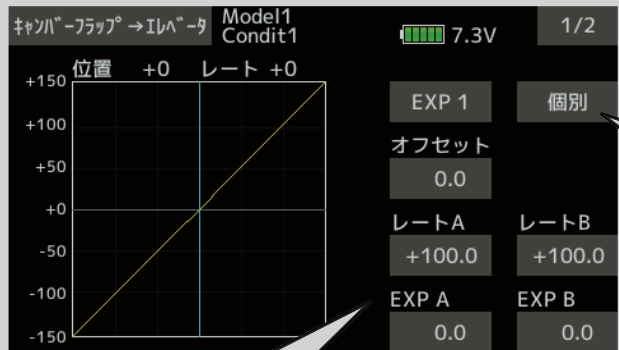 ｷｬﾝﾊﾞｰﾌﾗｯﾌﾟ→ｴﾚﾍﾞｰﾀ
Model1
Condit1
7.3V
1/2
位置 +0 レート +0
+150
+100
+50
+0
-50
-100
-150
EXP 1
個別
オフセット
0.0
レートA レートB
+100.0 +100.0
EXP A EXP B
0.0 0.0